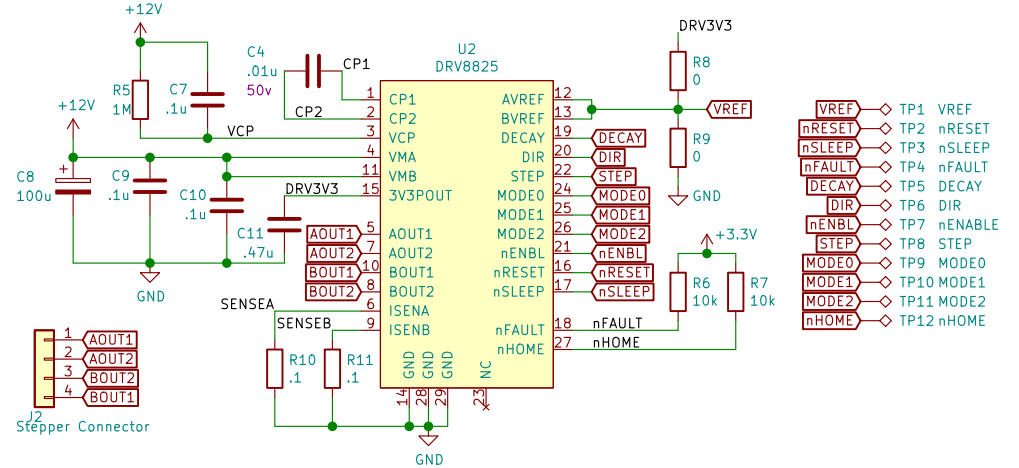 +12V
R5
1M
C7
.1u
VCP
C4
.01u
50v
CP1
CP2
+12V
C8
100u
C9
.1u
C10
.1u
C11
.47u
DRV3V3
GND
U2
DRV8825
1 CP1
2 CP2
3 VCP
4 VMA
11 VMB
15 3V3POUT
AOUT1 5 AOUT1
AOUT2 7 AOUT2
BOUT1 10 BOUT1
BOUT2 8 BOUT2
6 ISENA
9 ISENB
SENSEA
SENSEB
R10
.1
R11
.1
GND 14
GND 28
GND 29
NC 23
GND
AVREF 12
BVREF 13
DECAY 19 DECAY
DIR 20 DIR
STEP 22 STEP
MODE0 24 MODE0
MODE1 25 MODE1
MODE2 26 MODE2
nENBL 21 nENBL
nRESET 16 nRESET
nSLEEP 17 nSLEEP
nFAULT 18 nFAULT
nHOME 27 nHOME
DRV3V3
R8
0
VREF
R9
0
GND
+3.3V
R6
10k
R7
10k
VREF TP1 VREF
nRESET TP2 nRESET
nSLEEP TP3 nSLEEP
nFAULT TP4 nFAULT
DECAY TP5 DECAY
DIR TP6 DIR
nENBL TP7 nENABLE
STEP TP8 STEP
MODE0 TP9 MODE0
MODE1 TP10 MODE1
MODE2 TP11 MODE2
nHOME TP12 nHOME
1 AOUT1
2 AOUT2
3 BOUT2
4 BOUT1
J2
Stepper Connector